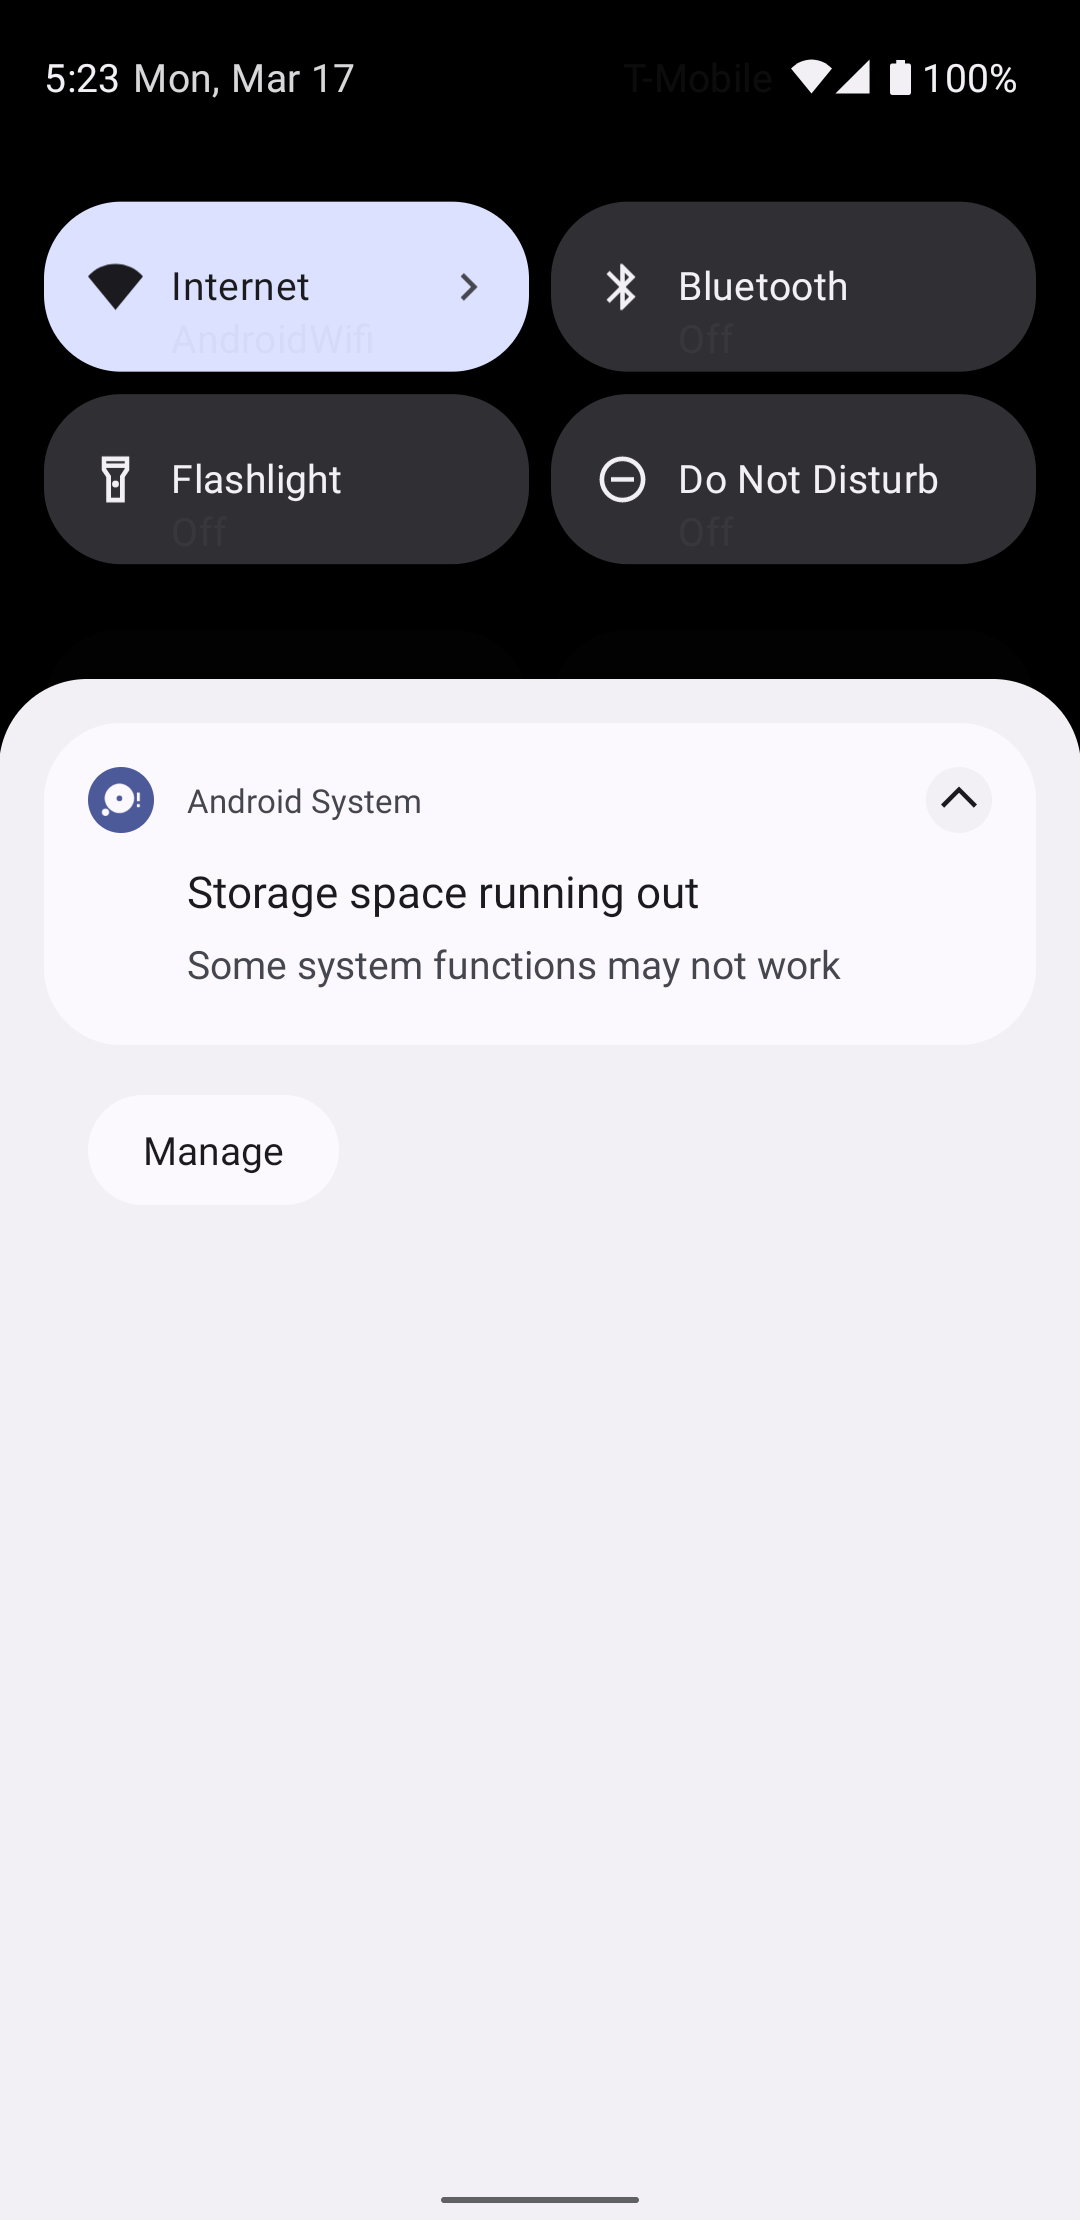 5:23 Mon, Mar 17 T-Mobile 100%
Internet Bluetooth
AndroidWifi Off
Flashlight Do Not Disturb
Off Off
Android System
Storage space running out
Some system functions may not work
Manage